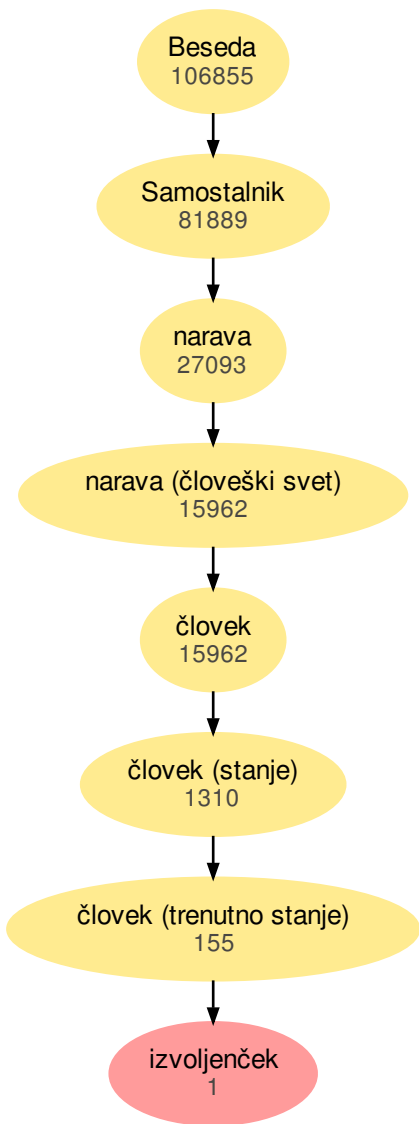 Beseda
106855
Samostalnik
81889
narava
27093
narava (človeški svet)
15962
človek
15962
človek (stanje)
1310
človek (trenutno stanje)
155
izvoljenček
1